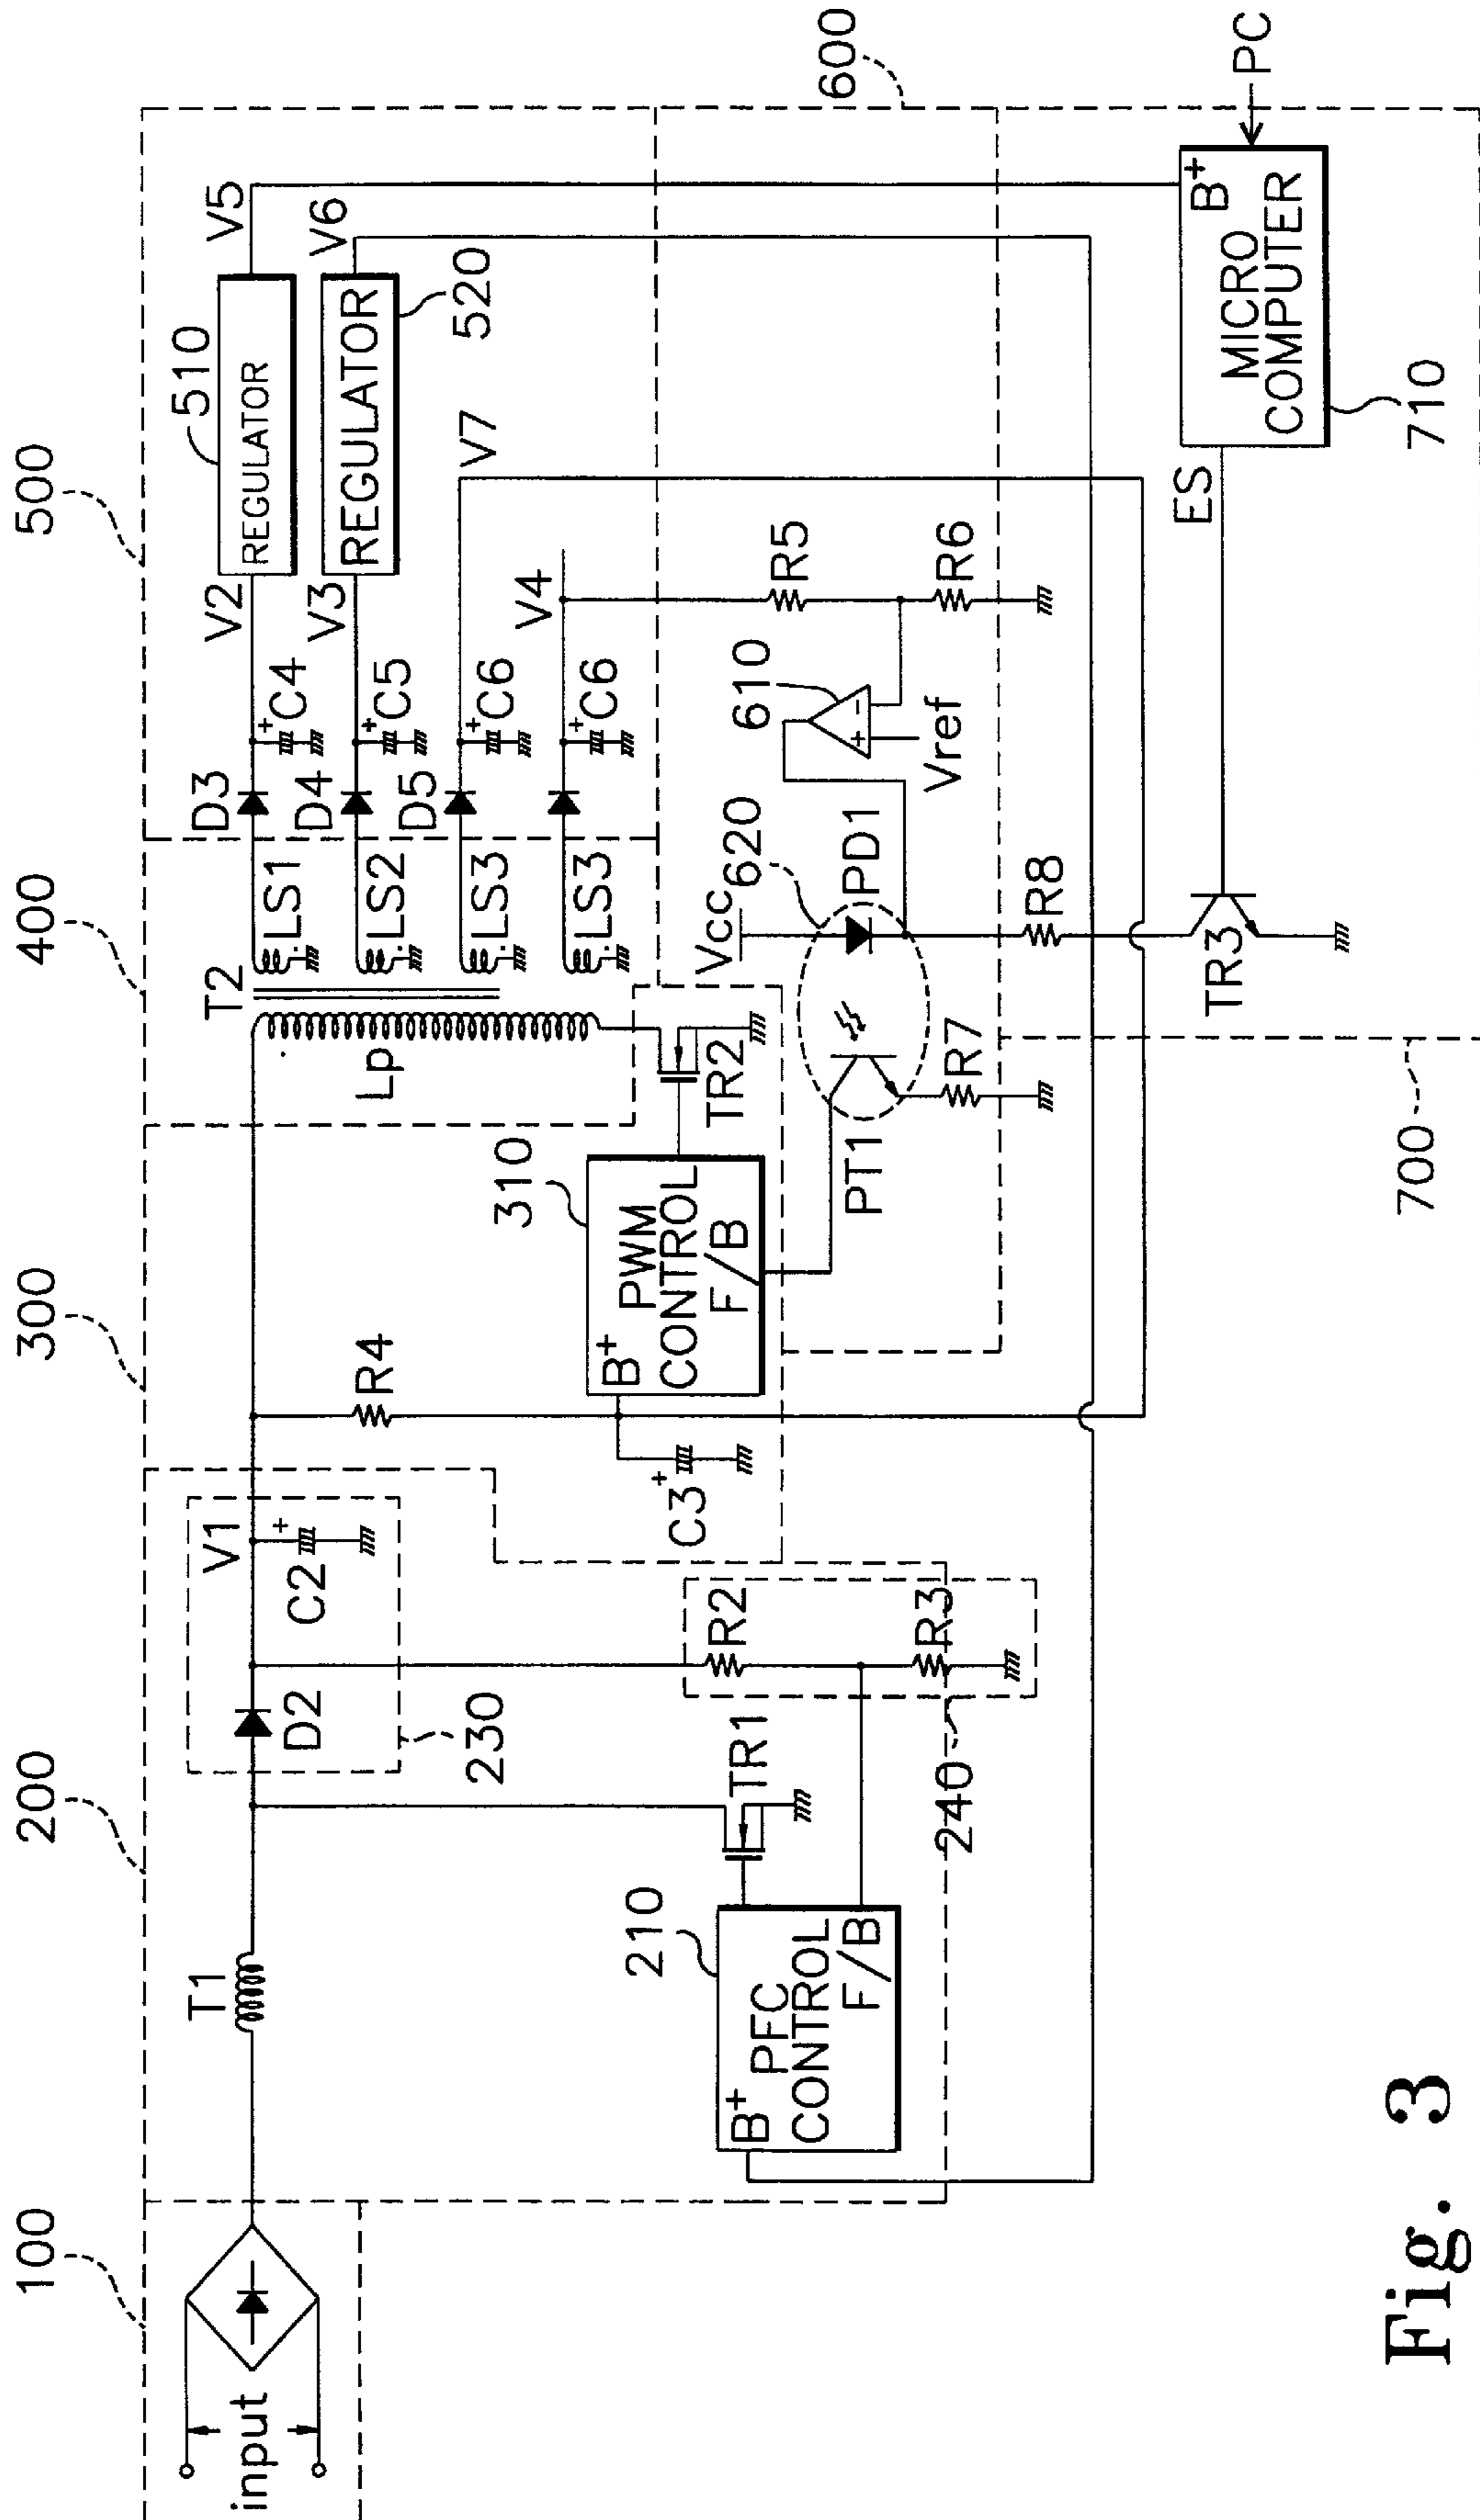 100
200
300
400
500
input
T1
V1
D2
C2
230
R4
T2
Lp
LS1
LS2
LS3
LS3
D3
D4
D5
C4
C5
C6
C6
V2
V3
V4
510
REGULATOR
REGULATOR
520
V5
V6
V7
210
B+ PFC
CONTROL
F/B
TR1
R2
R3
240
C3
310
B+ PWM
CONTROL
F/B
TR2
PT1
R7
Vcc
620
PD1
R8
610
+ -
Vref
R5
R6
600
TR3
ES
B+
MICRO
COMPUTER
710
PC
700
Fig. 3